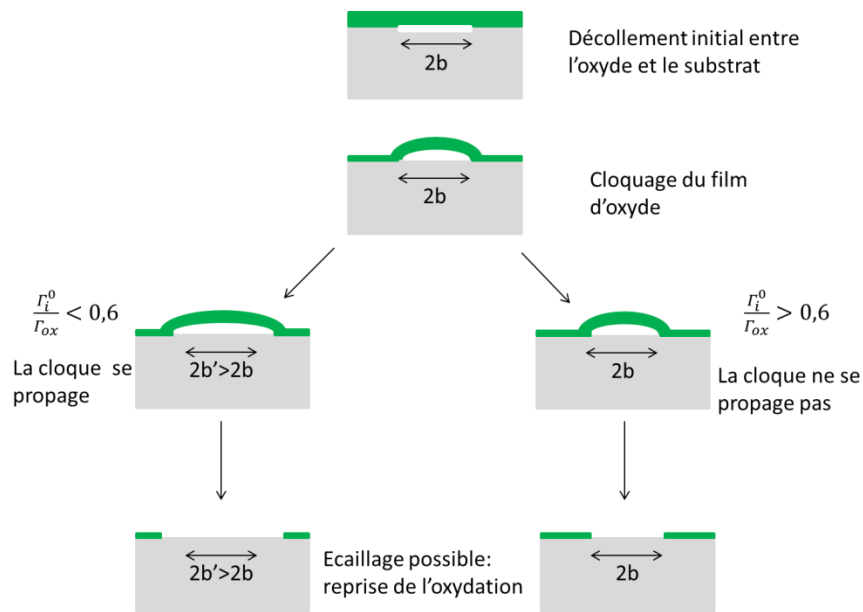 Décollement initial entre
l'oxyde et le substrat
2b
Cloquage du film
d'oxyde
2b
Γᵢ⁰/Γₒₓ < 0,6
La cloque se
propage
2b'>2b
Γᵢ⁰/Γₒₓ > 0,6
La cloque ne se
propage pas
2b
2b'>2b
Ecaillage possible:
reprise de l'oxydation
2b